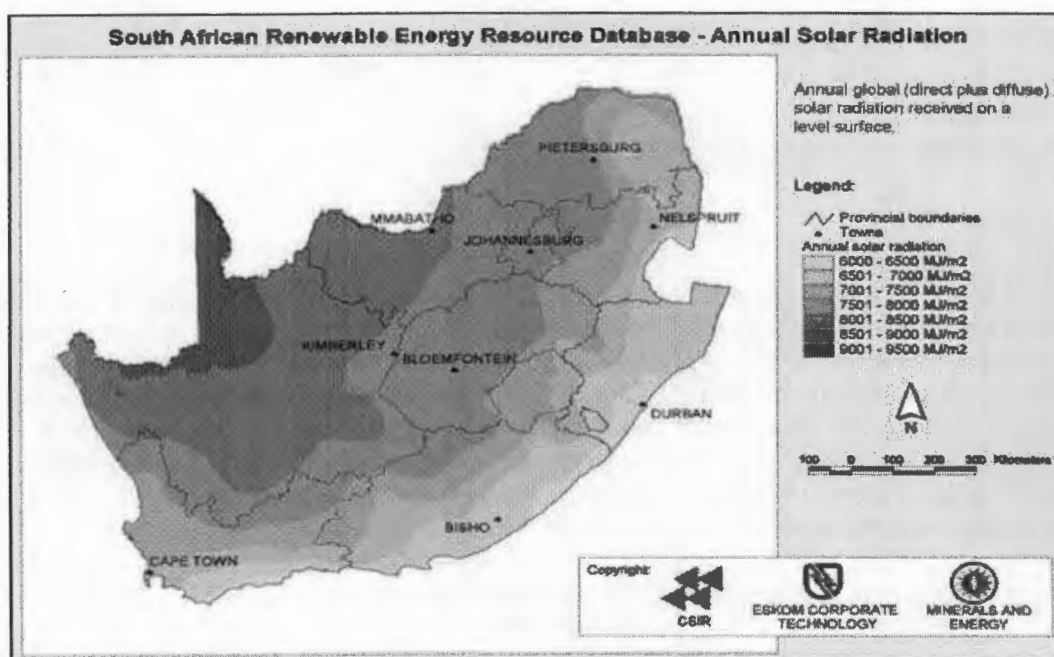 South African Renewable Energy Resource Database - Annual Solar Radiation
Annual global (direct plus diffuse)
solar radiation received on a
level surface.
Legend:
Provincial boundaries
Towns
Annual solar radiation
6000 - 6500 MJ/m2
6501 - 7000 MJ/m2
7001 - 7500 MJ/m2
7501 - 8000 MJ/m2
8001 - 8500 MJ/m2
8501 - 9000 MJ/m2
9001 - 9500 MJ/m2
N
100 0 100 200 300 Kilometers
PIETERSBURG
MMABATHO
NELSPRUIT
JOHANNESBURG
KIMBERLEY
BLOEMFONTEIN
DURBAN
BISHO
CAPE TOWN
Copyright:
CSIR
ESKOM CORPORATE
TECHNOLOGY
MINERALS AND
ENERGY